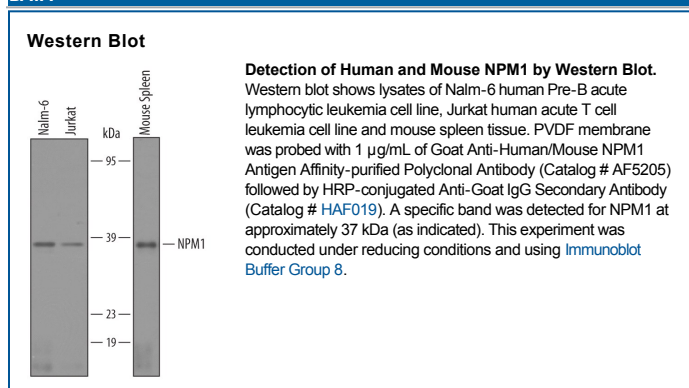 Western Blot
Nalm-6
Jurkat
Mouse Spleen
kDa
95
39
NPM1
23
19
Detection of Human and Mouse NPM1 by Western Blot.
Western blot shows lysates of Nalm-6 human Pre-B acute
lymphocytic leukemia cell line, Jurkat human acute T cell
leukemia cell line and mouse spleen tissue. PVDF membrane
was probed with 1 µg/mL of Goat Anti-Human/Mouse NPM1
Antigen Affinity-purified Polyclonal Antibody (Catalog # AF5205)
followed by HRP-conjugated Anti-Goat IgG Secondary Antibody
(Catalog # HAF019). A specific band was detected for NPM1 at
approximately 37 kDa (as indicated). This experiment was
conducted under reducing conditions and using Immunoblot
Buffer Group 8.